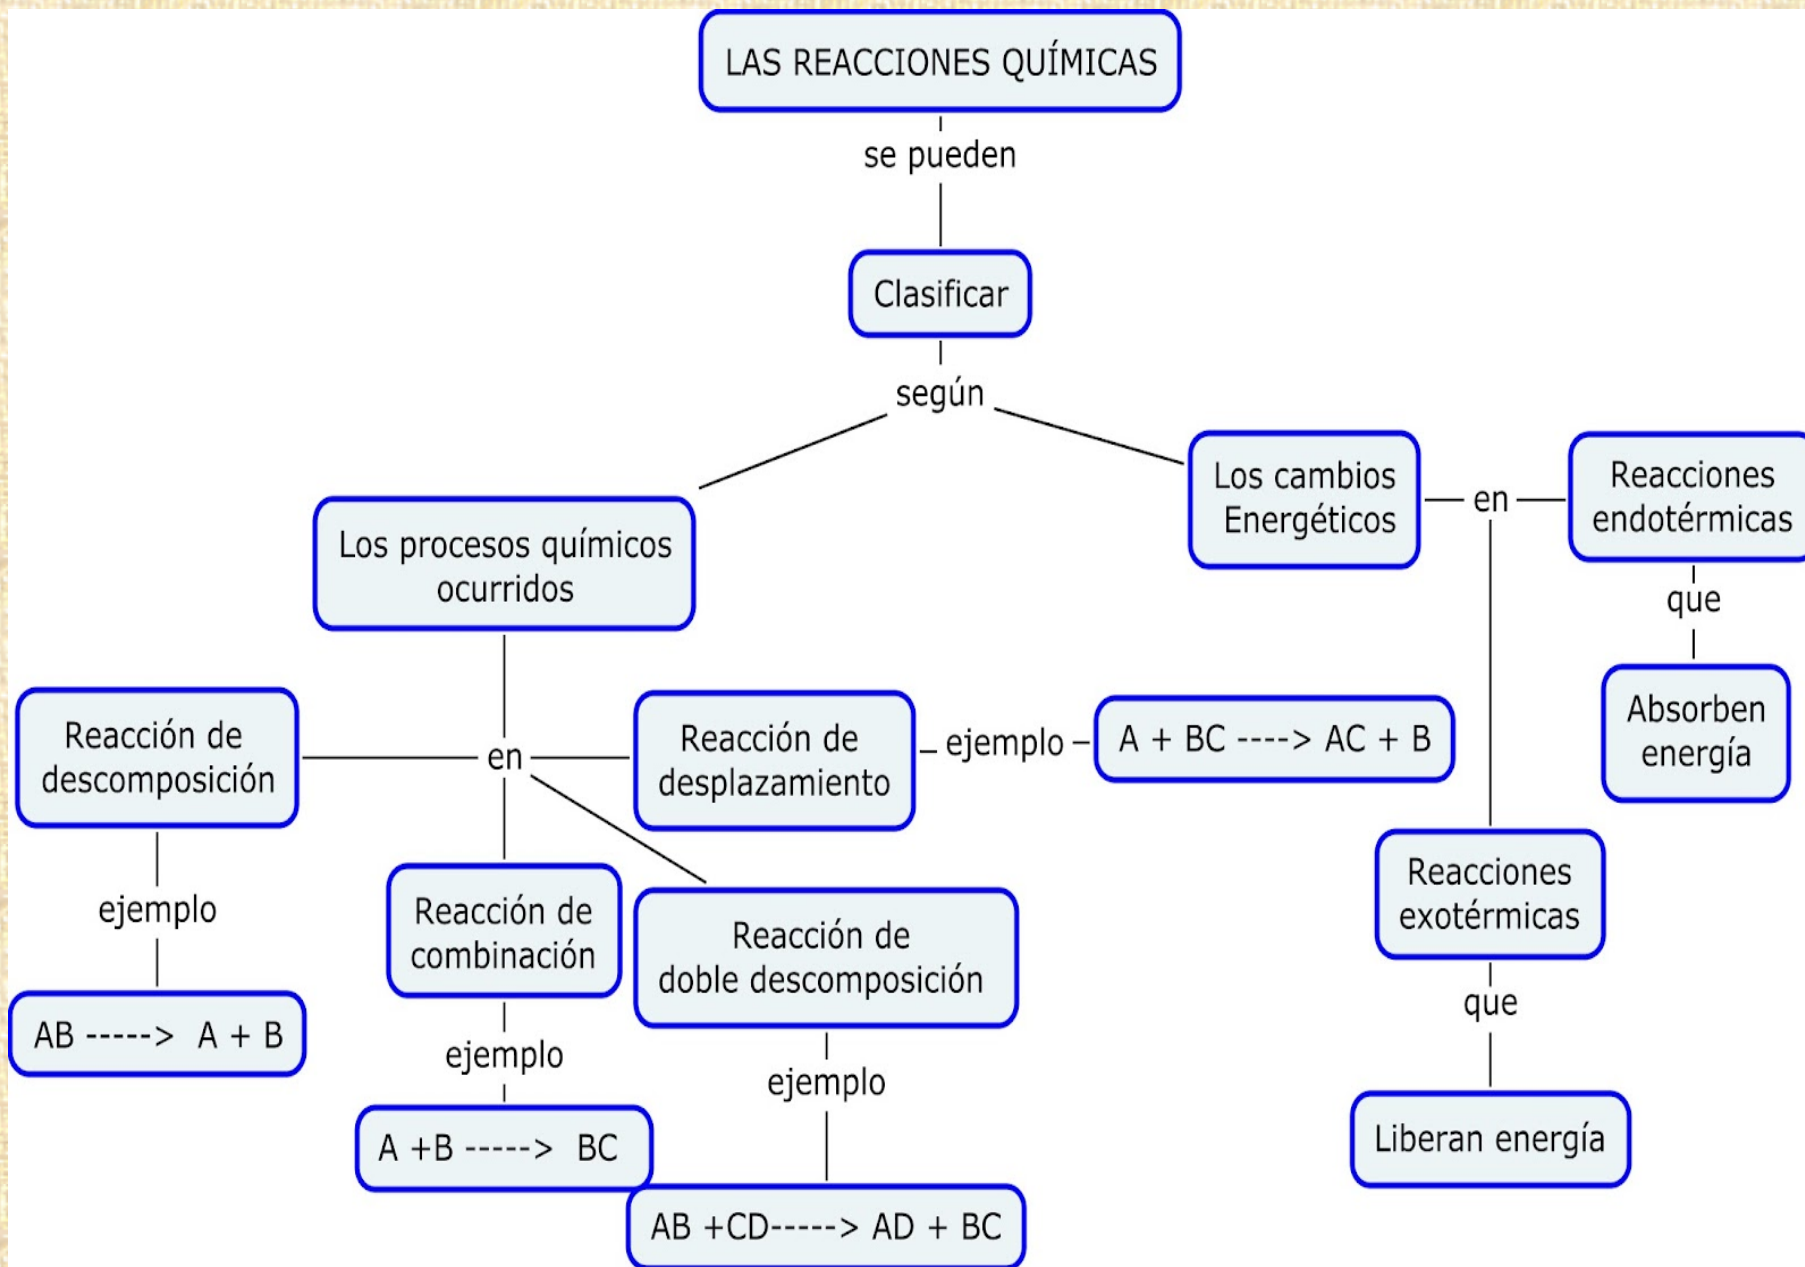 LAS REACCIONES QUÍMICAS
se pueden
Clasificar
según
Los procesos químicos
ocurridos
Los cambios
Energéticos
en
Reacciones
endotérmicas
que
Absorben
energía
Reacciones
exotérmicas
que
Liberan energía
en
Reacción de
descomposición
ejemplo
AB -----> A + B
Reacción de
combinación
ejemplo
A +B -----> BC
Reacción de
doble descomposición
ejemplo
AB +CD-----> AD + BC
Reacción de
desplazamiento
ejemplo
A + BC ----> AC + B